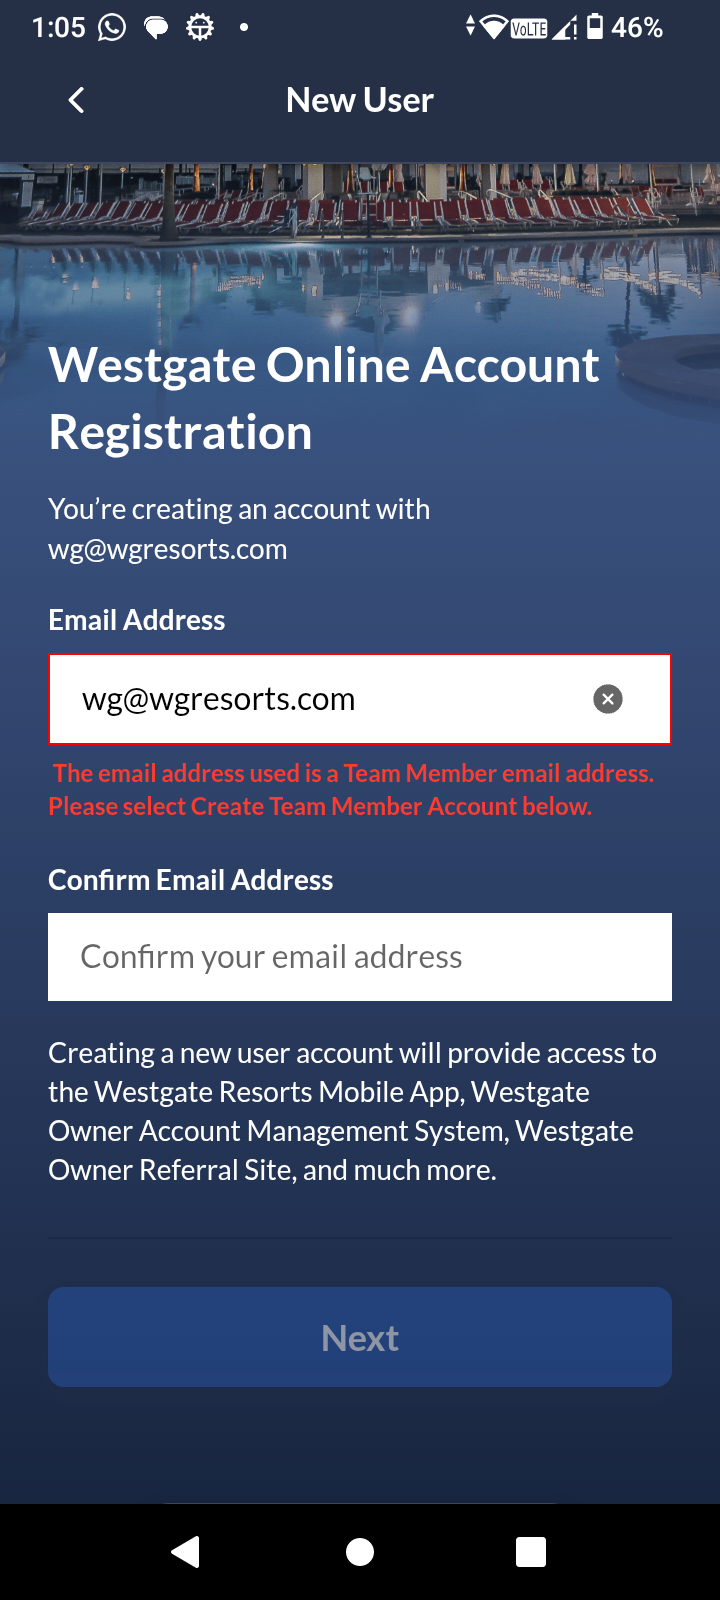 1:05
VoLTE
46%
New User
Westgate Online Account
Registration
You’re creating an account with
wg@wgresorts.com
Email Address
wg@wgresorts.com
The email address used is a Team Member email address.
Please select Create Team Member Account below.
Confirm Email Address
Confirm your email address
Creating a new user account will provide access to
the Westgate Resorts Mobile App, Westgate
Owner Account Management System, Westgate
Owner Referral Site, and much more.
Next